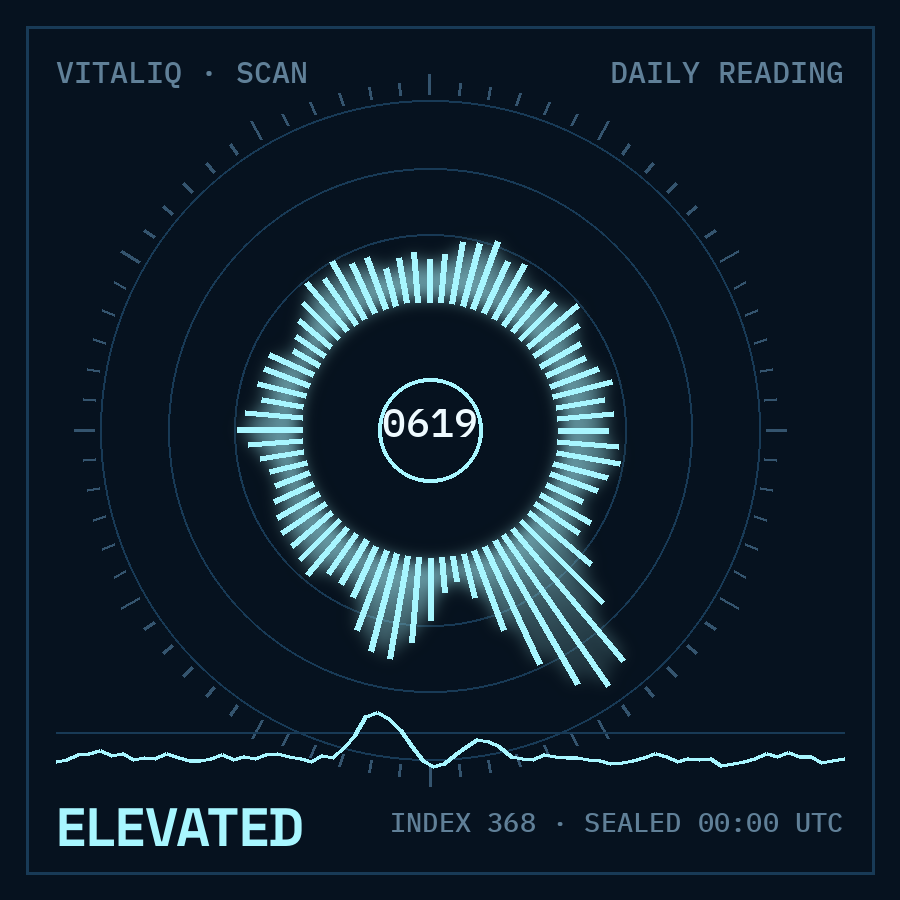 VITALIQ · SCAN
DAILY READING
0619
ELEVATED
INDEX 368 · SEALED 00:00 UTC